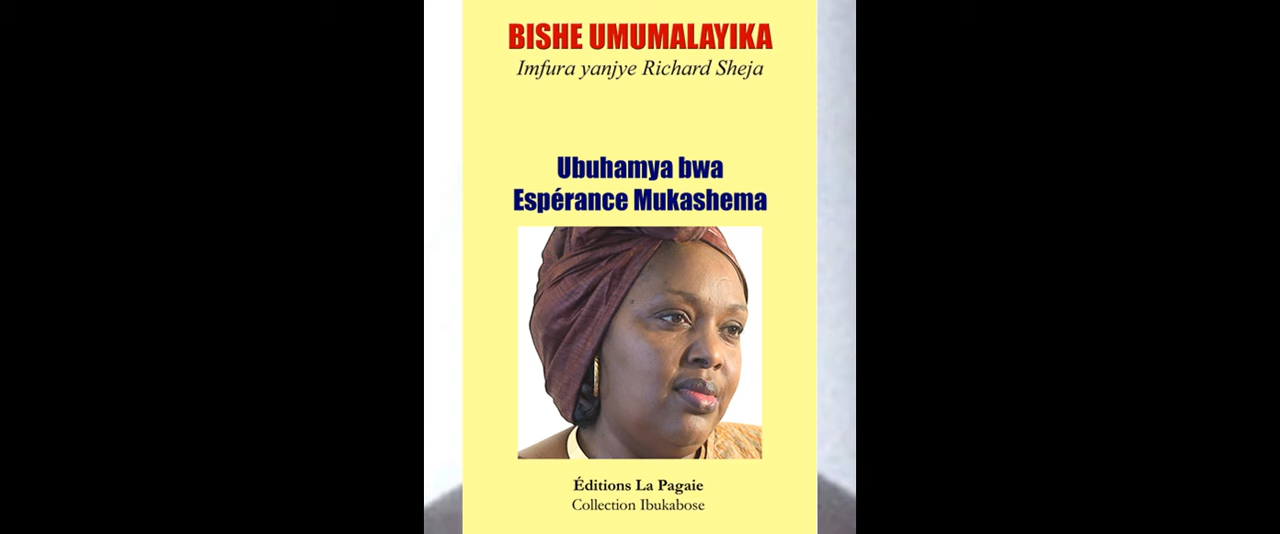 BISHE UMUMALAYIKA
Imfura yanjye Richard Sheja
Ubuhamya bwa
Espérance Mukashema
Éditions La Pagaie
Collection Ibukabose